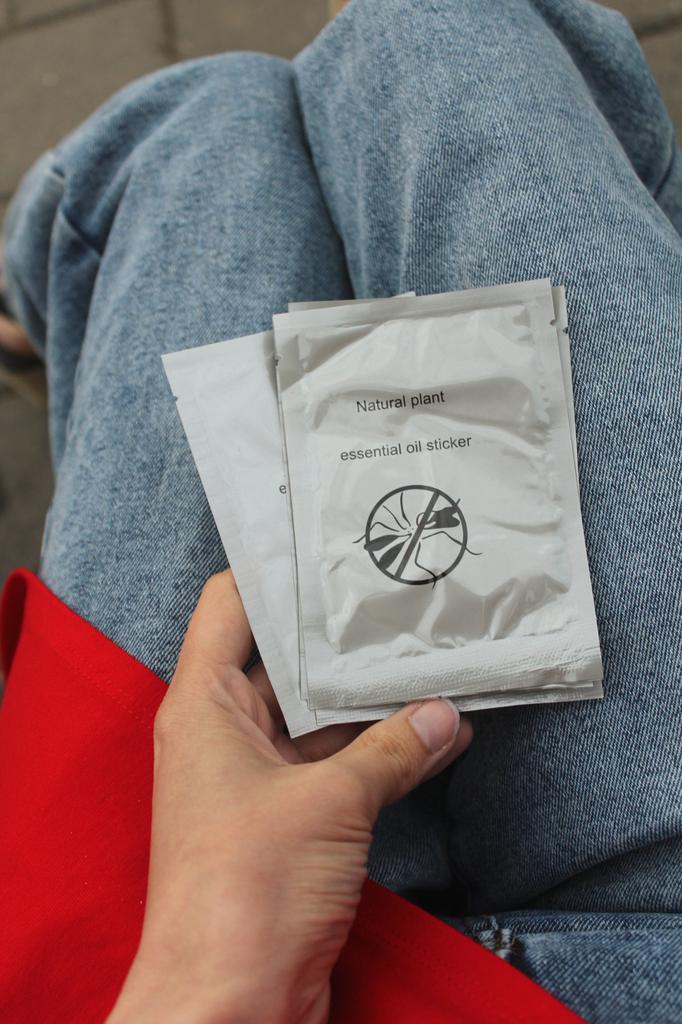 Natural plant
essential oil sticker
e